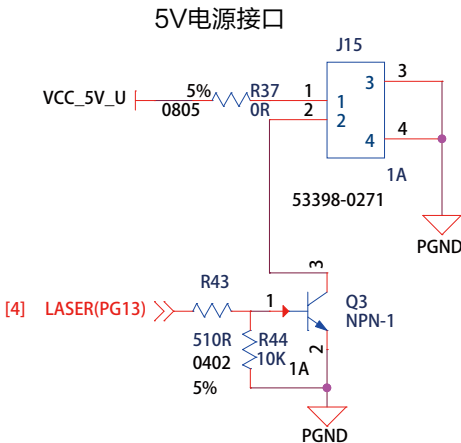 5V电源接口
J15
VCC_5V_U
5%
0805
R37
0R
1
2
1
2
3
4
3
4
1A
53398-0271
PGND
[4]
LASER(PG13)
R43
510R
0402
5%
R44
10K
1A
1
3
2
Q3
NPN-1
PGND